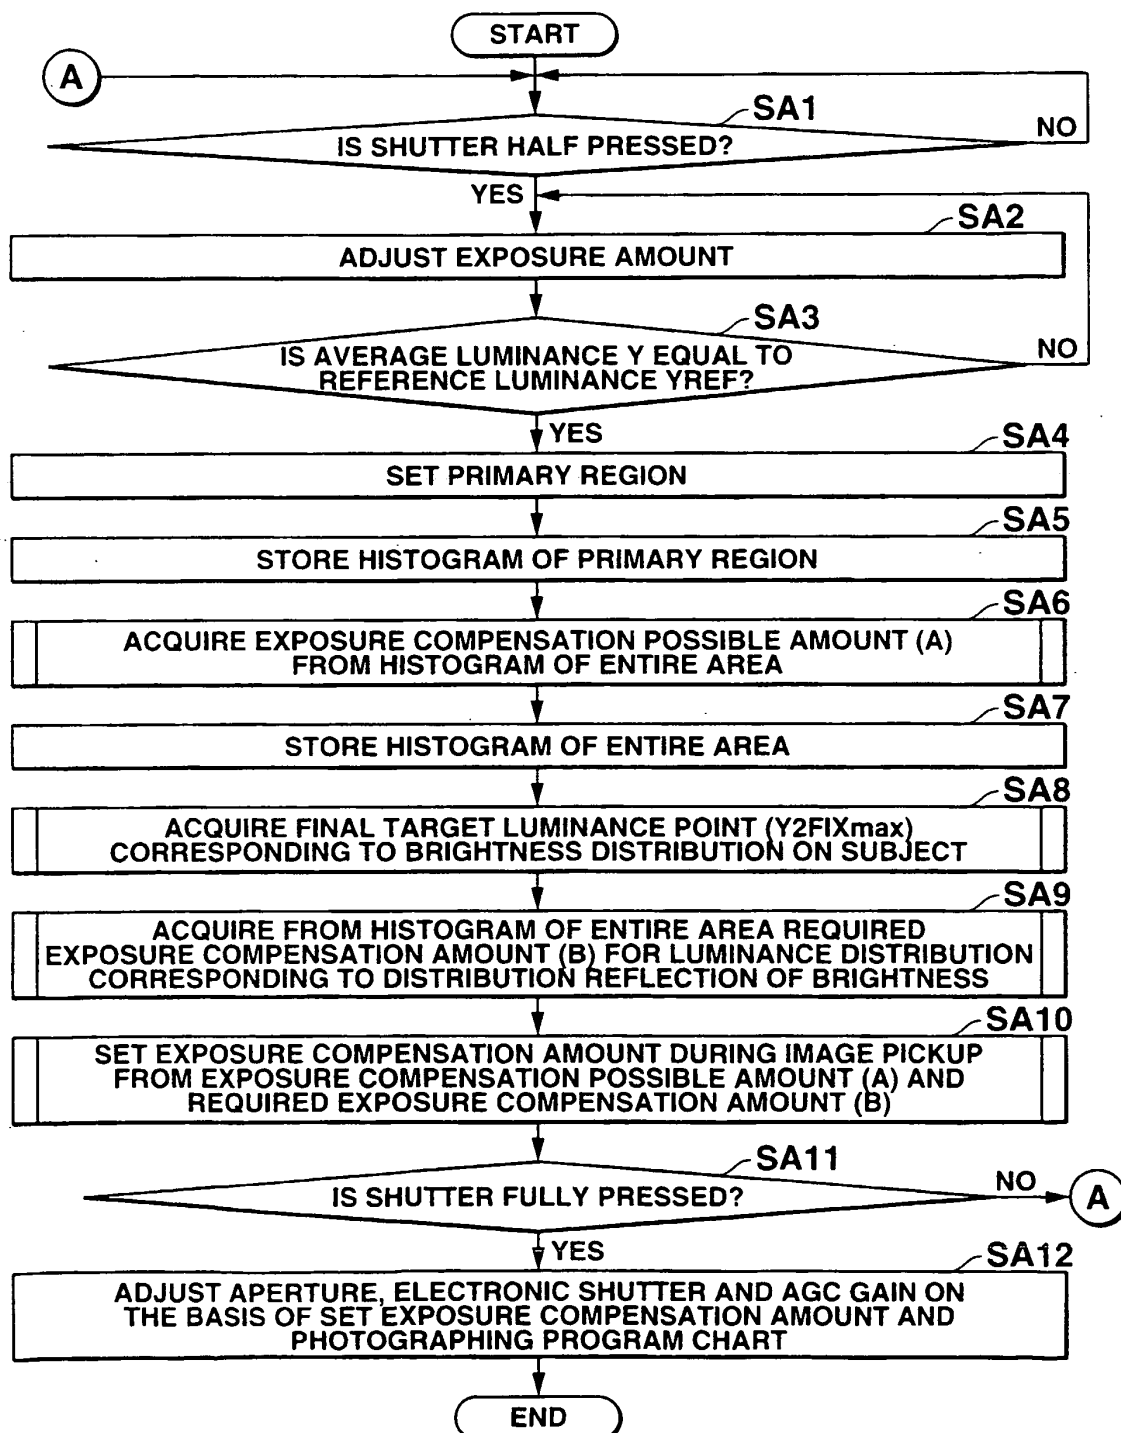 START
A
SA1
IS SHUTTER HALF PRESSED?
NO
YES
SA2
ADJUST EXPOSURE AMOUNT
SA3
IS AVERAGE LUMINANCE Y EQUAL TO
REFERENCE LUMINANCE YREF?
NO
YES
SA4
SET PRIMARY REGION
SA5
STORE HISTOGRAM OF PRIMARY REGION
SA6
ACQUIRE EXPOSURE COMPENSATION POSSIBLE AMOUNT (A)
FROM HISTOGRAM OF ENTIRE AREA
SA7
STORE HISTOGRAM OF ENTIRE AREA
SA8
ACQUIRE FINAL TARGET LUMINANCE POINT (Y2FIXmax)
CORRESPONDING TO BRIGHTNESS DISTRIBUTION ON SUBJECT
SA9
ACQUIRE FROM HISTOGRAM OF ENTIRE AREA REQUIRED
EXPOSURE COMPENSATION AMOUNT (B) FOR LUMINANCE DISTRIBUTION
CORRESPONDING TO DISTRIBUTION REFLECTION OF BRIGHTNESS
SA10
SET EXPOSURE COMPENSATION AMOUNT DURING IMAGE PICKUP
FROM EXPOSURE COMPENSATION POSSIBLE AMOUNT (A) AND
REQUIRED EXPOSURE COMPENSATION AMOUNT (B)
SA11
IS SHUTTER FULLY PRESSED?
NO
A
YES
SA12
ADJUST APERTURE, ELECTRONIC SHUTTER AND AGC GAIN ON
THE BASIS OF SET EXPOSURE COMPENSATION AMOUNT AND
PHOTOGRAPHING PROGRAM CHART
END